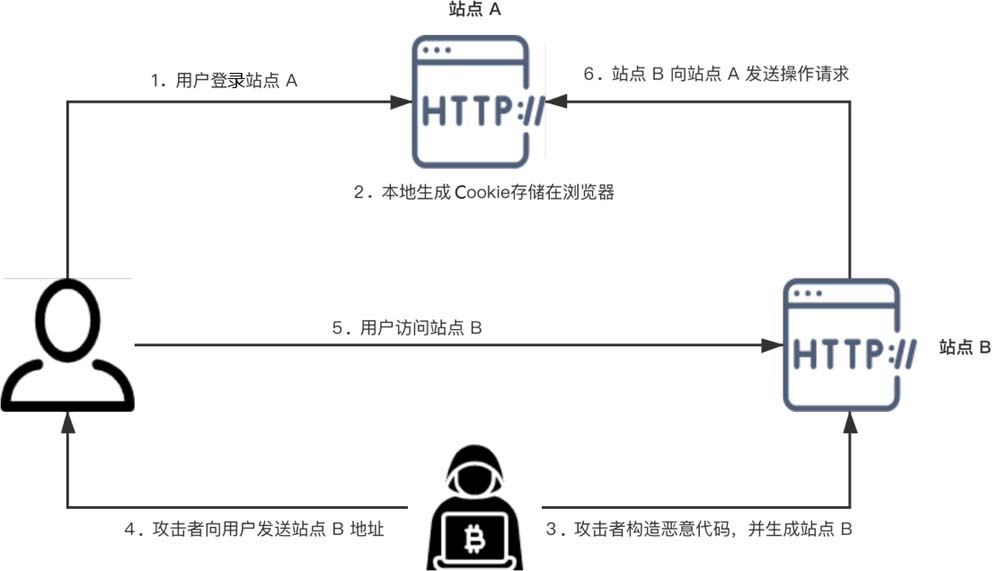 站点 A
1. 用户登录站点 A
6. 站点 B 向站点 A 发送操作请求
HTTP://
2. 本地生成 Cookie存储在浏览器
5. 用户访问站点 B
HTTP://
站点 B
4. 攻击者向用户发送站点 B 地址
3. 攻击者构造恶意代码，并生成站点 B